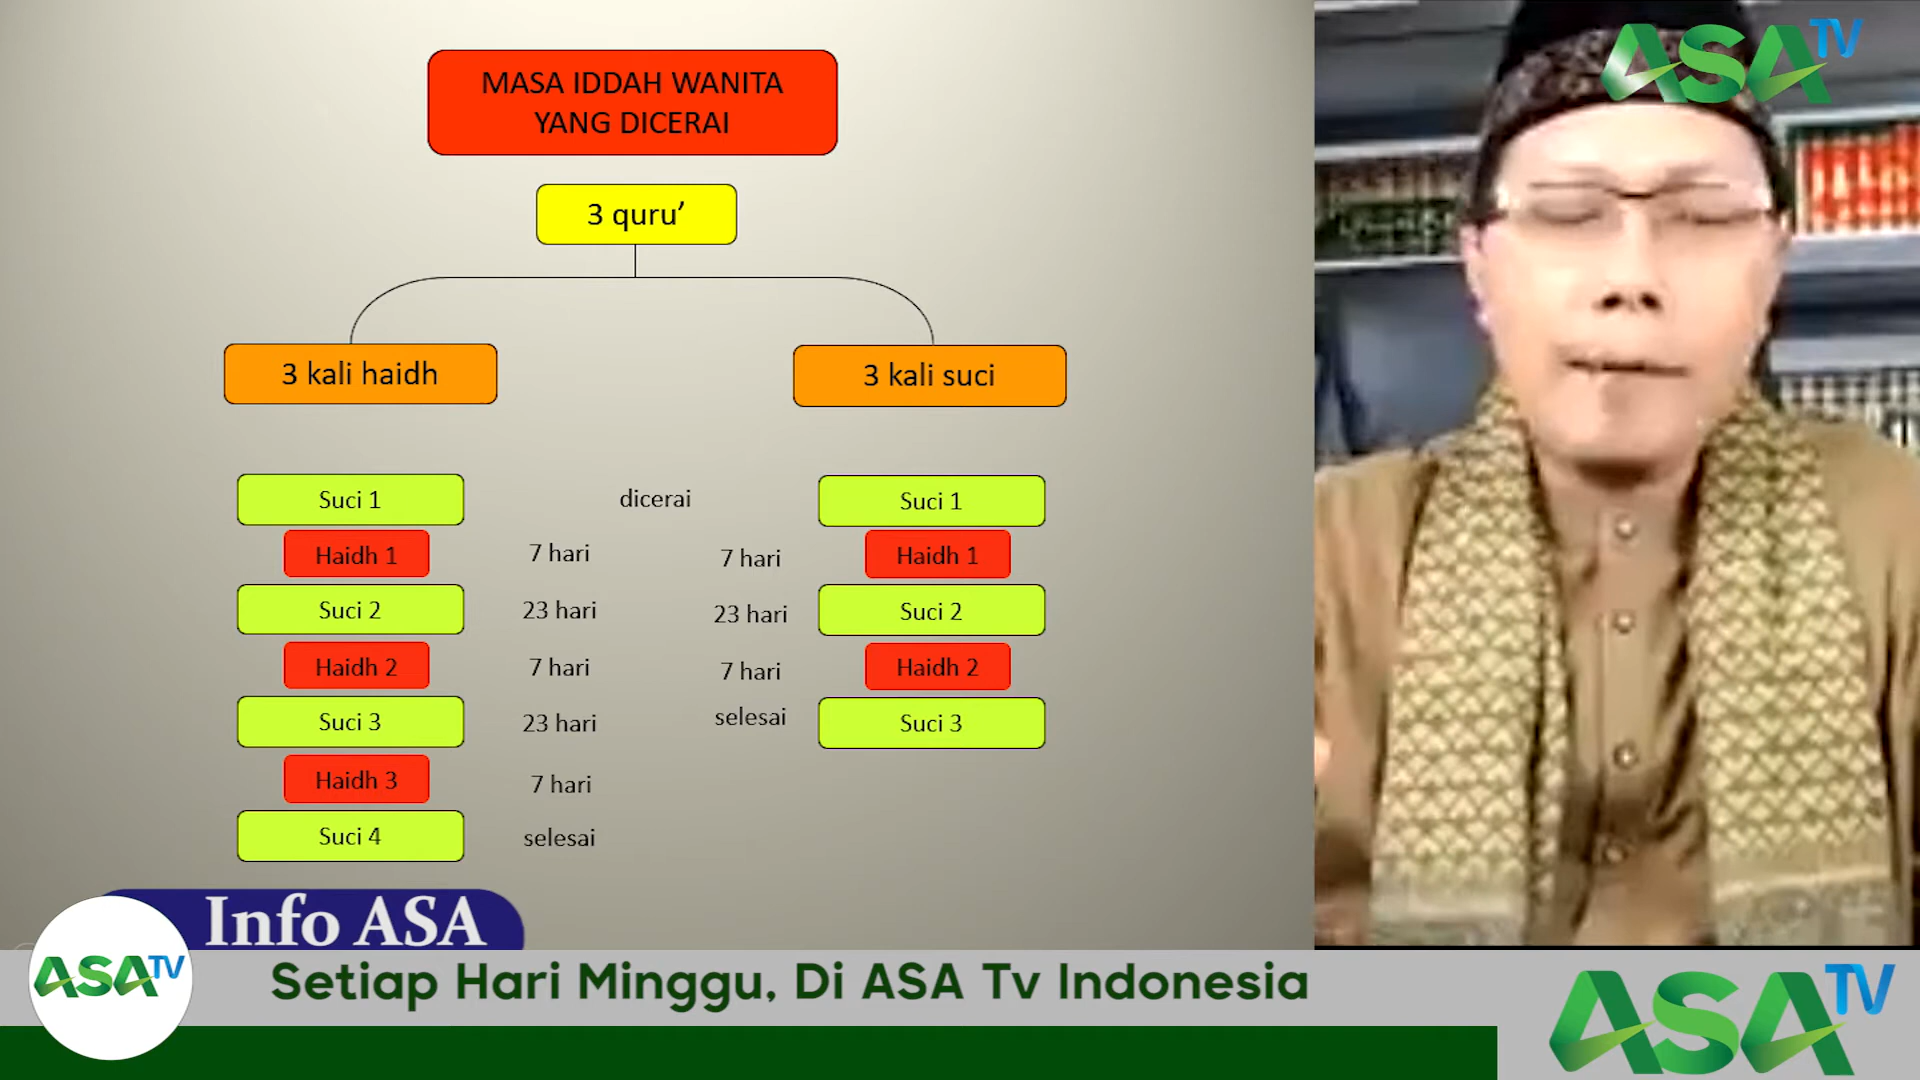 MASA IDDAH WANITA
YANG DICERAI
3 quru’
3 kali haidh
3 kali suci
Suci 1
dicerai
Suci 1
Haidh 1
7 hari
7 hari
Haidh 1
Suci 2
23 hari
23 hari
Suci 2
Haidh 2
7 hari
7 hari
Haidh 2
Suci 3
23 hari
selesai
Suci 3
Haidh 3
7 hari
Suci 4
selesai
ASA TV
Info ASA
ASA TV
Setiap Hari Minggu, Di ASA Tv Indonesia
ASA TV